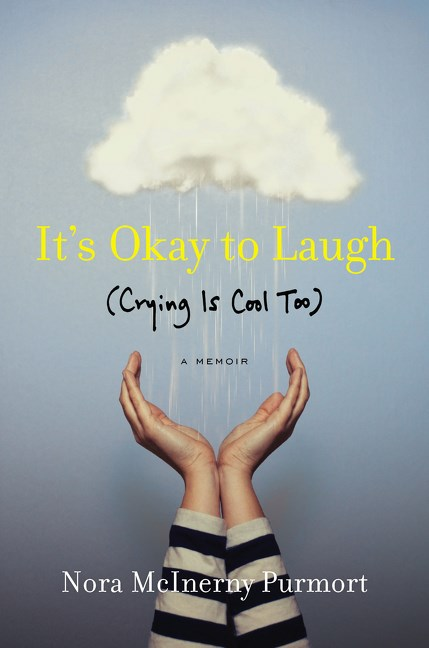 It's Okay to Laugh
(Crying Is Cool Too)
A MEMOIR
Nora McInerny Purmort